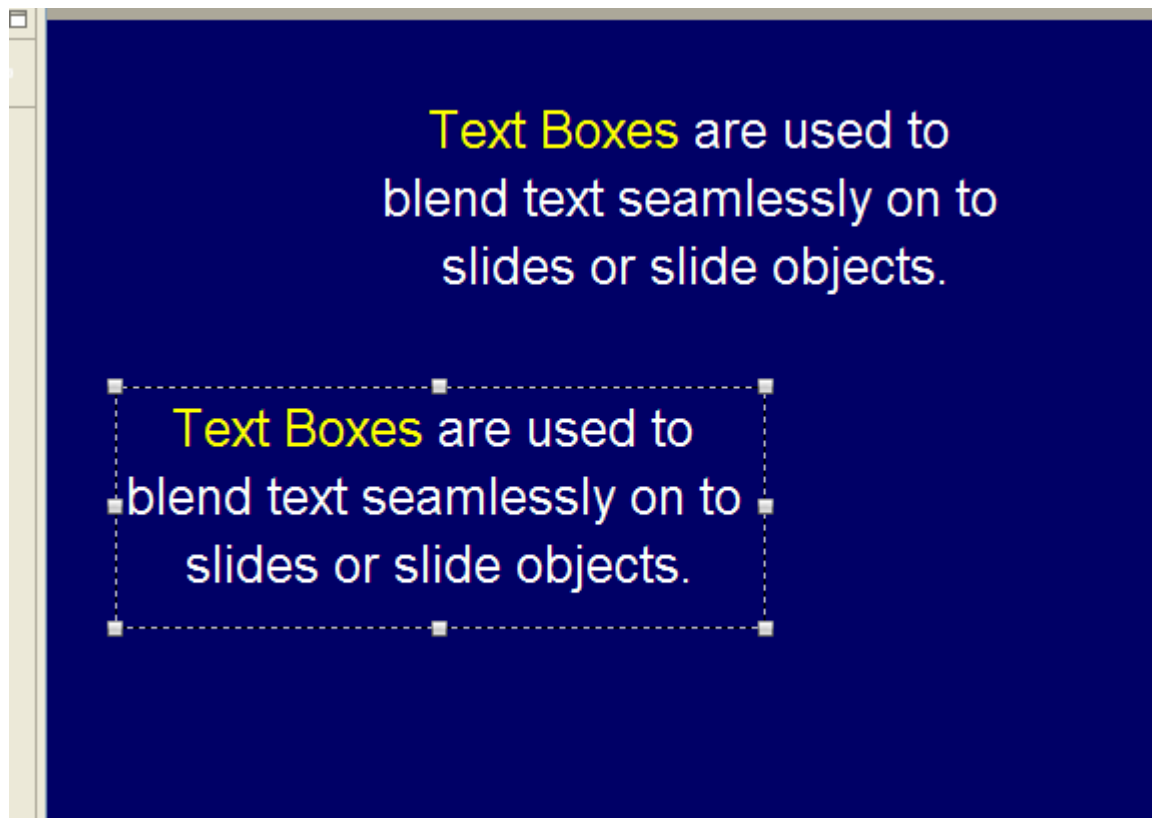 Text Boxes are used to
blend text seamlessly on to
slides or slide objects.
Text Boxes are used to
blend text seamlessly on to
slides or slide objects.